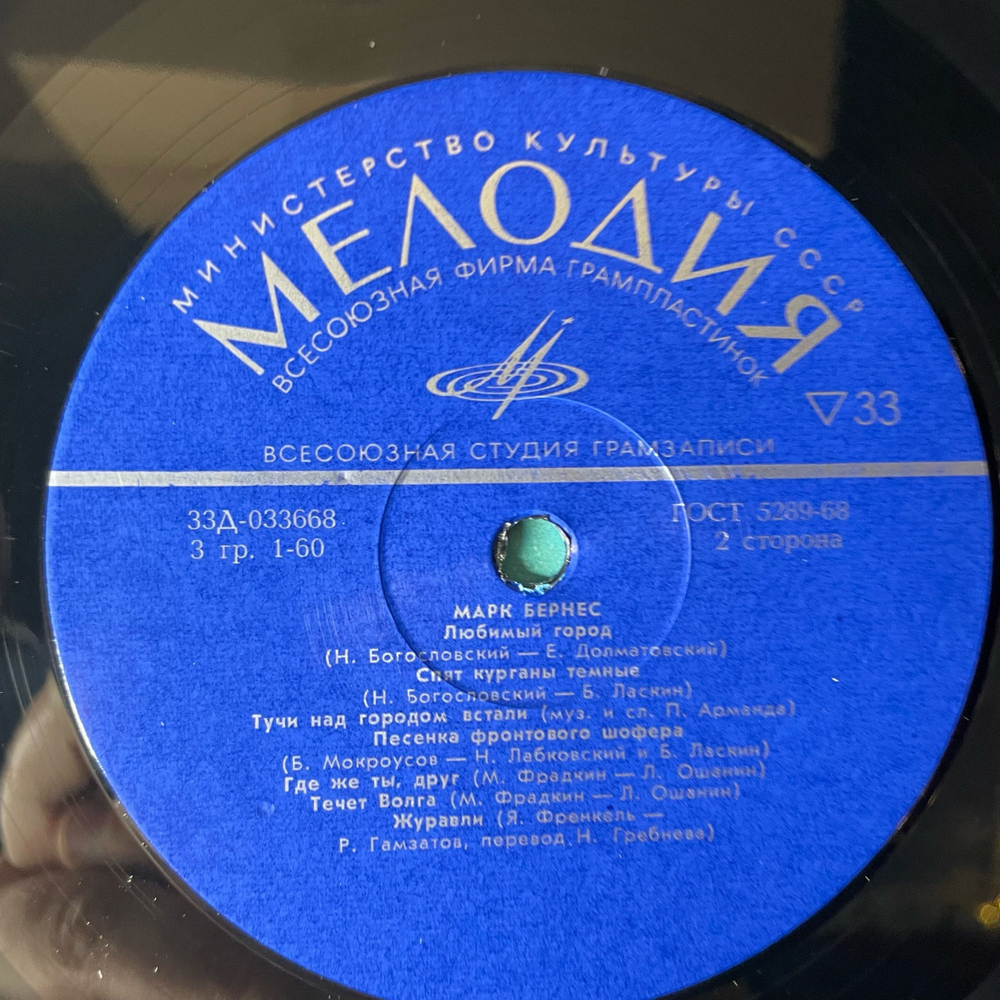 МИНИСТЕРСТВО КУЛЬТУРЫ СССР
МЕЛОДИЯ
ВСЕСОЮЗНАЯ ФИРМА ГРАМПЛАСТИНОК
▽33
ВСЕСОЮЗНАЯ СТУДИЯ ГРАМЗАПИСИ
33Д-033668
3 гр. 1-60
ГОСТ 5289-68
2 сторона
МАРК БЕРНЕС
Любимый город
(Н. Богословский — Е. Долматовский)
Спят курганы темные
(Н. Богословский — Б. Ласкин)
Тучи над городом встали (муз. и сл. П. Арманда)
Песенка фронтового шофера
(Б. Мокроусов — Н. Лабковский и Б. Ласкин)
Где же ты, друг (М. Фрадкин — Л. Ошанин)
Течет Волга (М. Фрадкин — Л. Ошанин)
Журавли (Я. Френкель —
Р. Гамзатов, перевод Н. Гребнева)